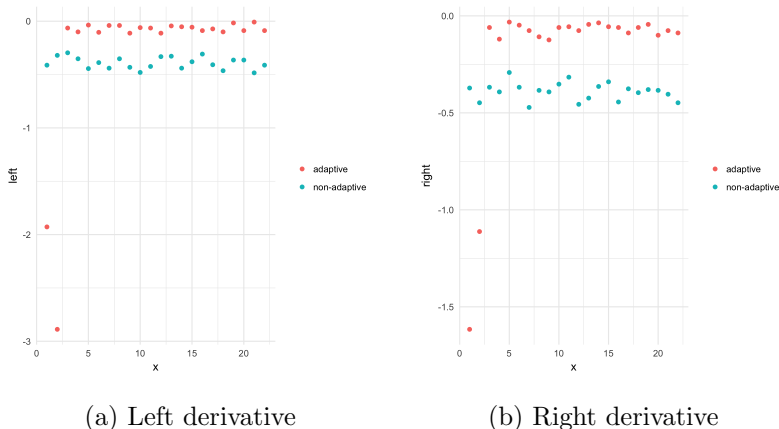 0
-1
-2
-3
left
0
5
10
15
20
x
adaptive
non-adaptive
(a) Left derivative
0.0
-0.5
-1.0
-1.5
right
0
5
10
15
20
x
adaptive
non-adaptive
(b) Right derivative